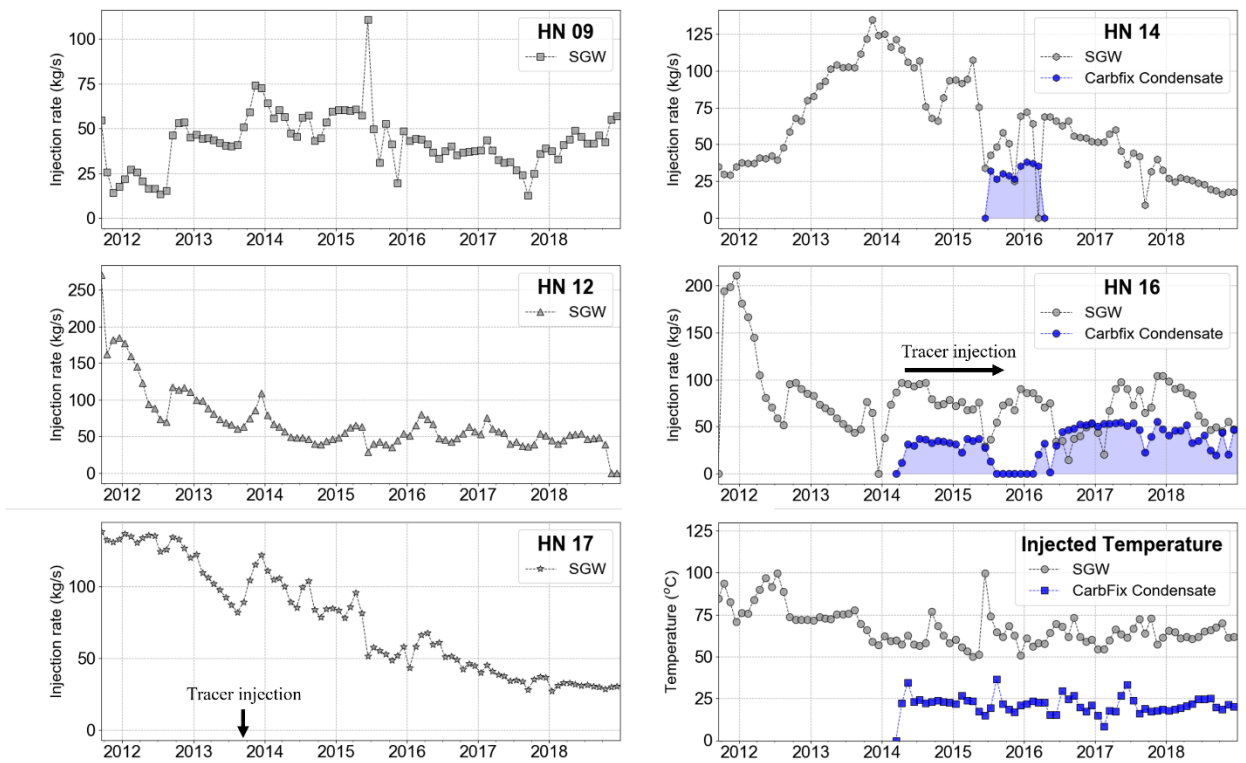 HN 09
SGW
Injection rate (kg/s)
100
75
50
25
0
2012 2013 2014 2015 2016 2017 2018
HN 14
SGW
Carbfix Condensate
Injection rate (kg/s)
125
100
75
50
25
0
2012 2013 2014 2015 2016 2017 2018
HN 12
SGW
Injection rate (kg/s)
250
200
150
100
50
0
2012 2013 2014 2015 2016 2017 2018
HN 16
SGW
Carbfix Condensate
Tracer injection
Injection rate (kg/s)
200
150
100
50
0
2012 2013 2014 2015 2016 2017 2018
HN 17
SGW
Injection rate (kg/s)
100
50
0
Tracer injection
2012 2013 2014 2015 2016 2017 2018
Injected Temperature
SGW
CarbFix Condensate
Temperature (°C)
125
100
75
50
25
0
2012 2013 2014 2015 2016 2017 2018